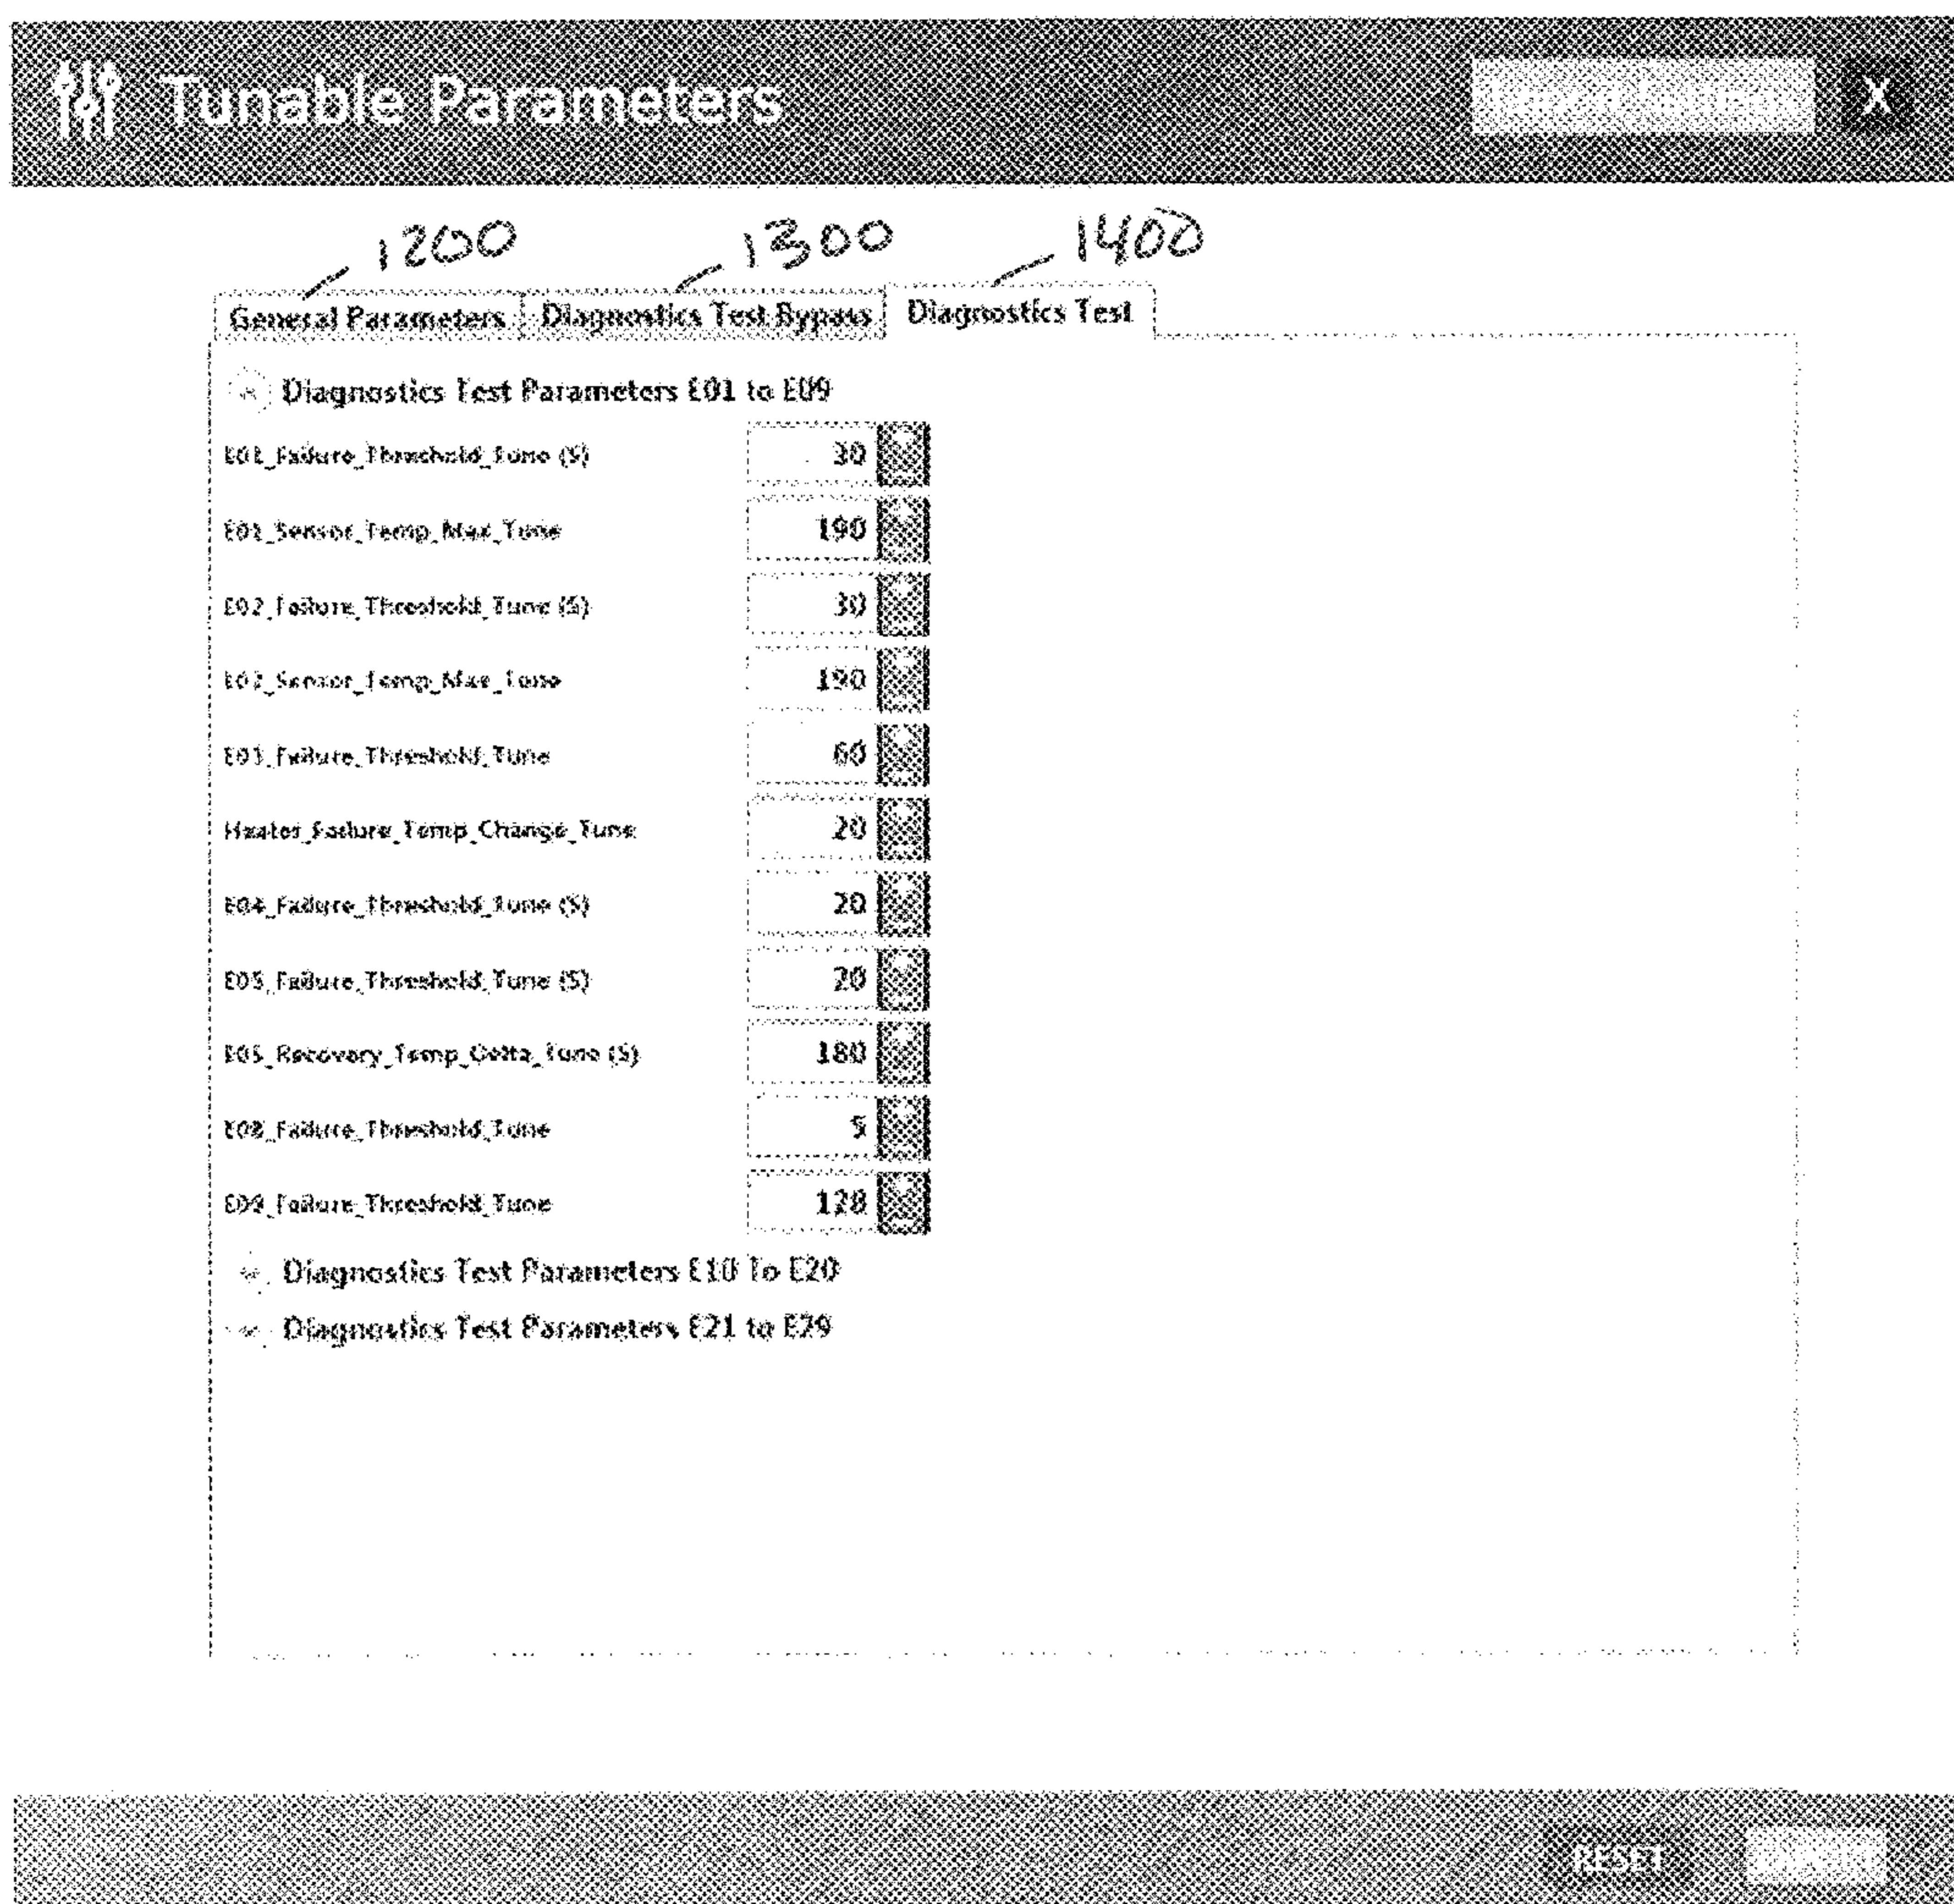 Tunable Parameters
X
1200 1300 1400
General Parameters Diagnostics Test Bypass Diagnostics Test
Diagnostics Test Parameters E01 to E09
E01_Failure_Threshold_Tune (S) 30
E01_Sensor_Temp_Max_Tune 190
E02_Failure_Threshold_Tune (S) 30
E02_Sensor_Temp_Max_Tune 190
E03_Failure_Threshold_Tune 60
Heater_Failure_Temp_Change_Tune 20
E04_Failure_Threshold_Tune (S) 20
E05_Failure_Threshold_Tune (S) 20
E05_Recovery_Temp_Delta_Tune (S) 180
E08_Failure_Threshold_Tune 5
E09_Failure_Threshold_Tune 128
Diagnostics Test Parameters E10 To E20
Diagnostics Test Parameters E21 to E29
RESET